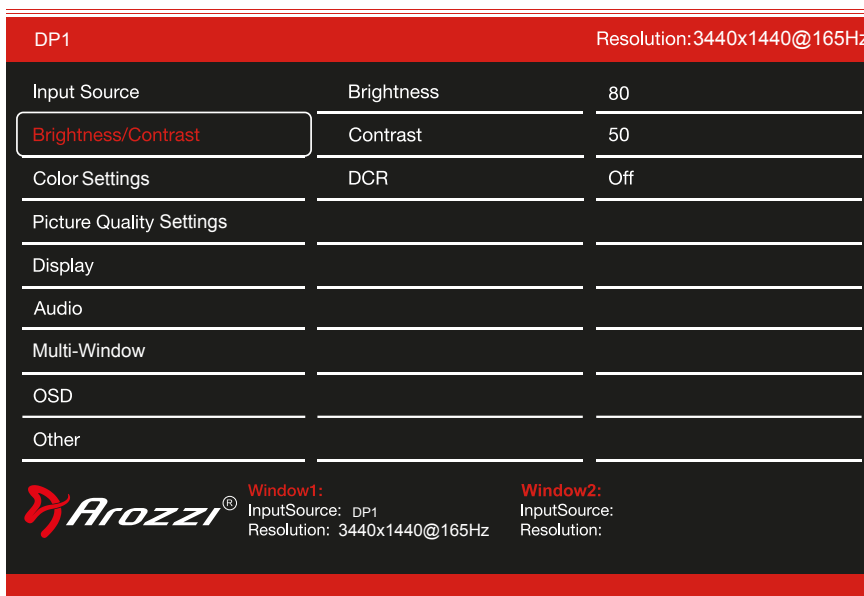 DP1 Resolution:3440x1440@165Hz
Input Source Brightness 80
Brightness/Contrast Contrast 50
Color Settings DCR Off
Picture Quality Settings
Display
Audio
Multi-Window
OSD
Other
Arozzi®
Window1: Window2:
InputSource: DP1 InputSource:
Resolution: 3440x1440@165Hz Resolution: